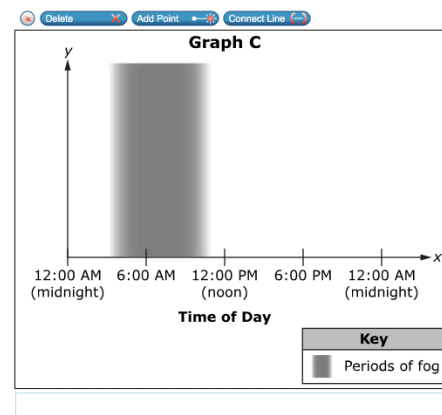 Delete Add Point Connect Line
Graph C
y
x
12:00 AM 6:00 AM 12:00 PM 6:00 PM 12:00 AM
(midnight) (noon) (midnight)
Time of Day
Key
Periods of fog